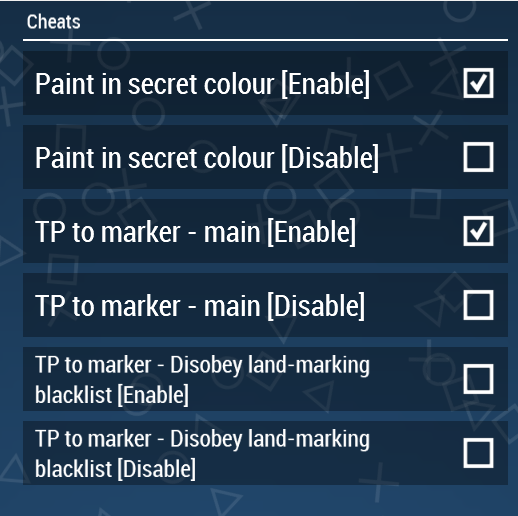 Cheats
Paint in secret colour [Enable]
Paint in secret colour [Disable]
TP to marker - main [Enable]
TP to marker - main [Disable]
TP to marker - Disobey land-marking
blacklist [Enable]
TP to marker - Disobey land-marking
blacklist [Disable]